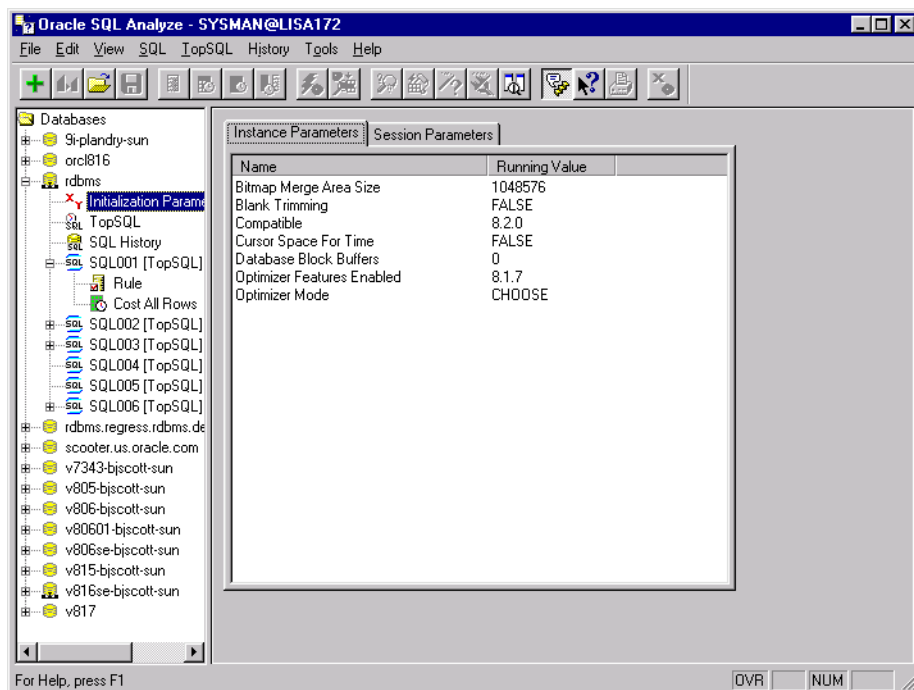 Oracle SQL Analyze - SYSMAN@LISA172
File Edit View SQL TopSQL History Tools Help
Databases
9i-plandry-sun
orcl816
rdbms
Initialization Parame
TopSQL
SQL History
SQL001 [TopSQL]
Rule
Cost All Rows
SQL002 [TopSQL]
SQL003 [TopSQL]
SQL004 [TopSQL]
SQL005 [TopSQL]
SQL006 [TopSQL]
rdbms.regress.rdbms.de
scooter.us.oracle.com
v7343-bjscott-sun
v805-bjscott-sun
v806-bjscott-sun
v80601-bjscott-sun
v806se-bjscott-sun
v815-bjscott-sun
v816se-bjscott-sun
v817
Instance Parameters Session Parameters
Name Running Value
Bitmap Merge Area Size 1048576
Blank Trimming FALSE
Compatible 8.2.0
Cursor Space For Time FALSE
Database Block Buffers 0
Optimizer Features Enabled 8.1.7
Optimizer Mode CHOOSE
For Help, press F1 OVR NUM